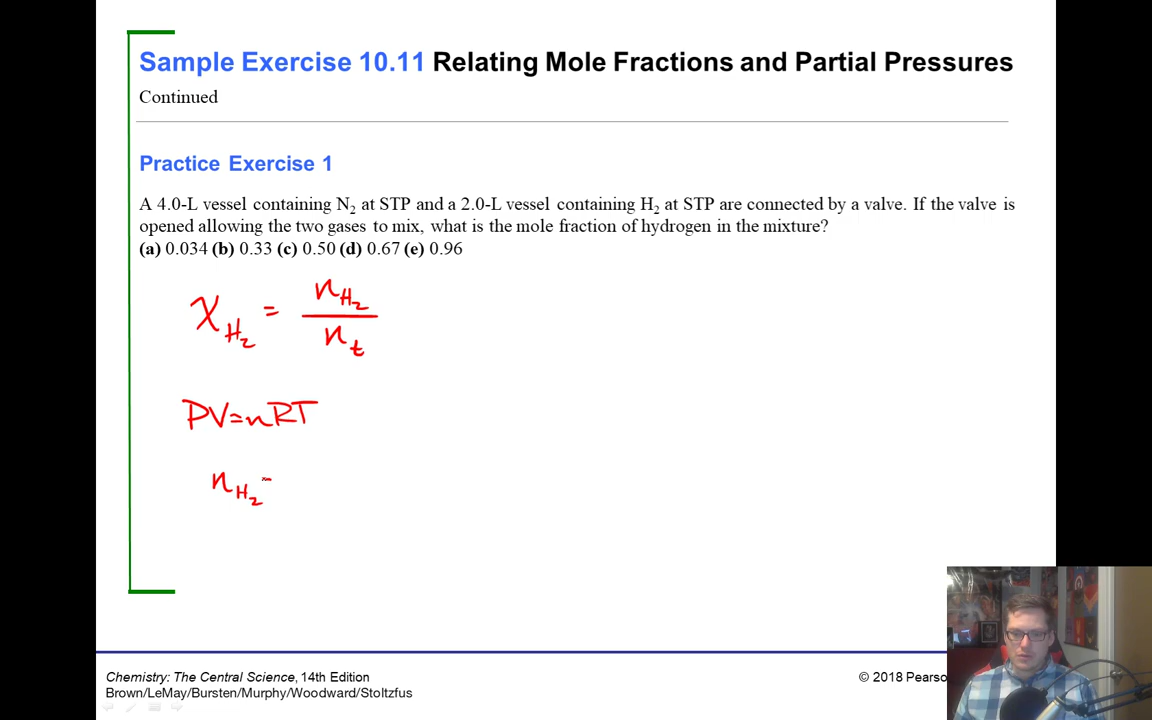 Sample Exercise 10.11 Relating Mole Fractions and Partial Pressures
Continued
Practice Exercise 1
A 4.0-L vessel containing N₂ at STP and a 2.0-L vessel containing H₂ at STP are connected by a valve. If the valve is
opened allowing the two gases to mix, what is the mole fraction of hydrogen in the mixture?
(a) 0.034 (b) 0.33 (c) 0.50 (d) 0.67 (e) 0.96
χ_H₂ = n_H₂ / n_t
PV=nRT
n_H₂ =
Chemistry: The Central Science, 14th Edition
Brown/LeMay/Bursten/Murphy/Woodward/Stoltzfus
© 2018 Pearso